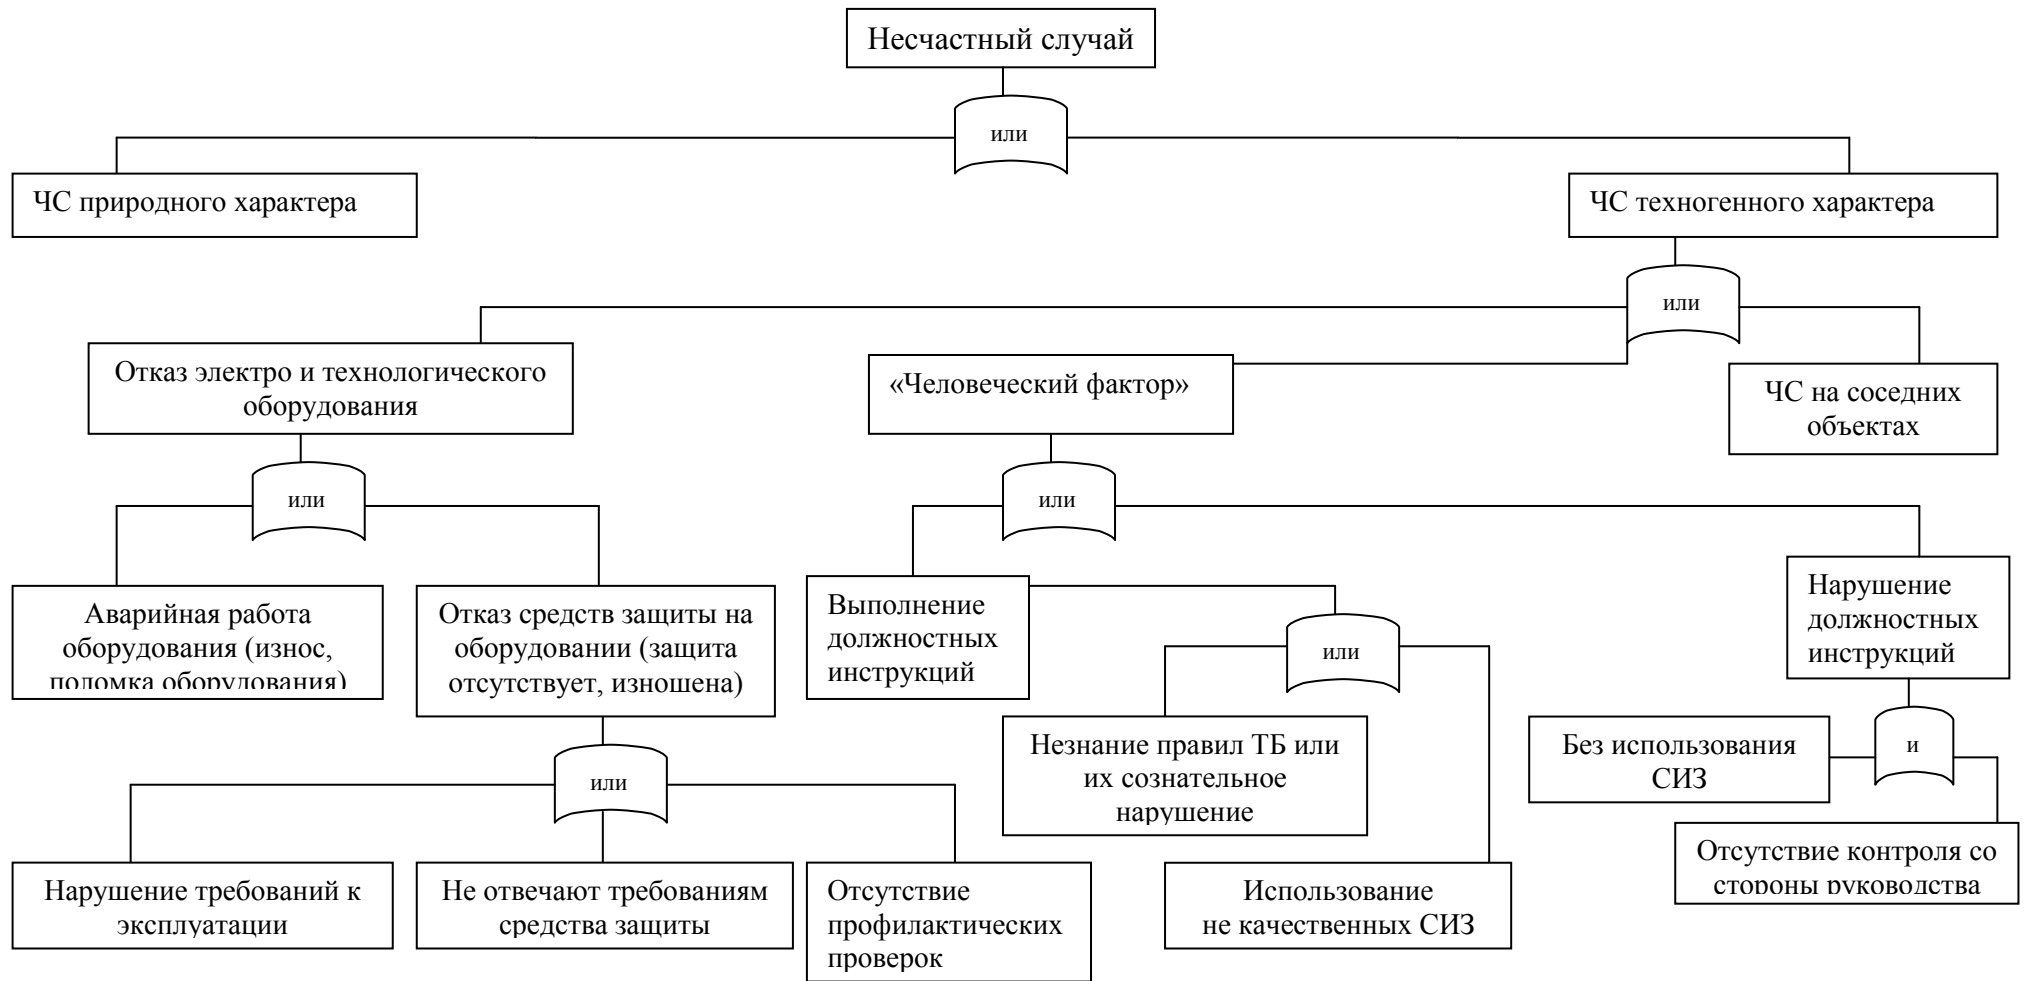 Несчастный случай
или
ЧС природного характера
ЧС техногенного характера
или
Отказ электро и технологического
оборудования
«Человеческий фактор»
ЧС на соседних
объектах
или
или
Аварийная работа
оборудования (износ,
поломка оборудования)
Отказ средств защиты на
оборудовании (защита
отсутствует, изношена)
Выполнение
должностных
инструкций
или
Нарушение
должностных
инструкций
или
Незнание правил ТБ или
их сознательное
нарушение
Без использования
СИЗ
и
Нарушение требований к
эксплуатации
Не отвечают требованиям
средства защиты
Отсутствие
профилактических
проверок
Использование
не качественных СИЗ
Отсутствие контроля со
стороны руководства